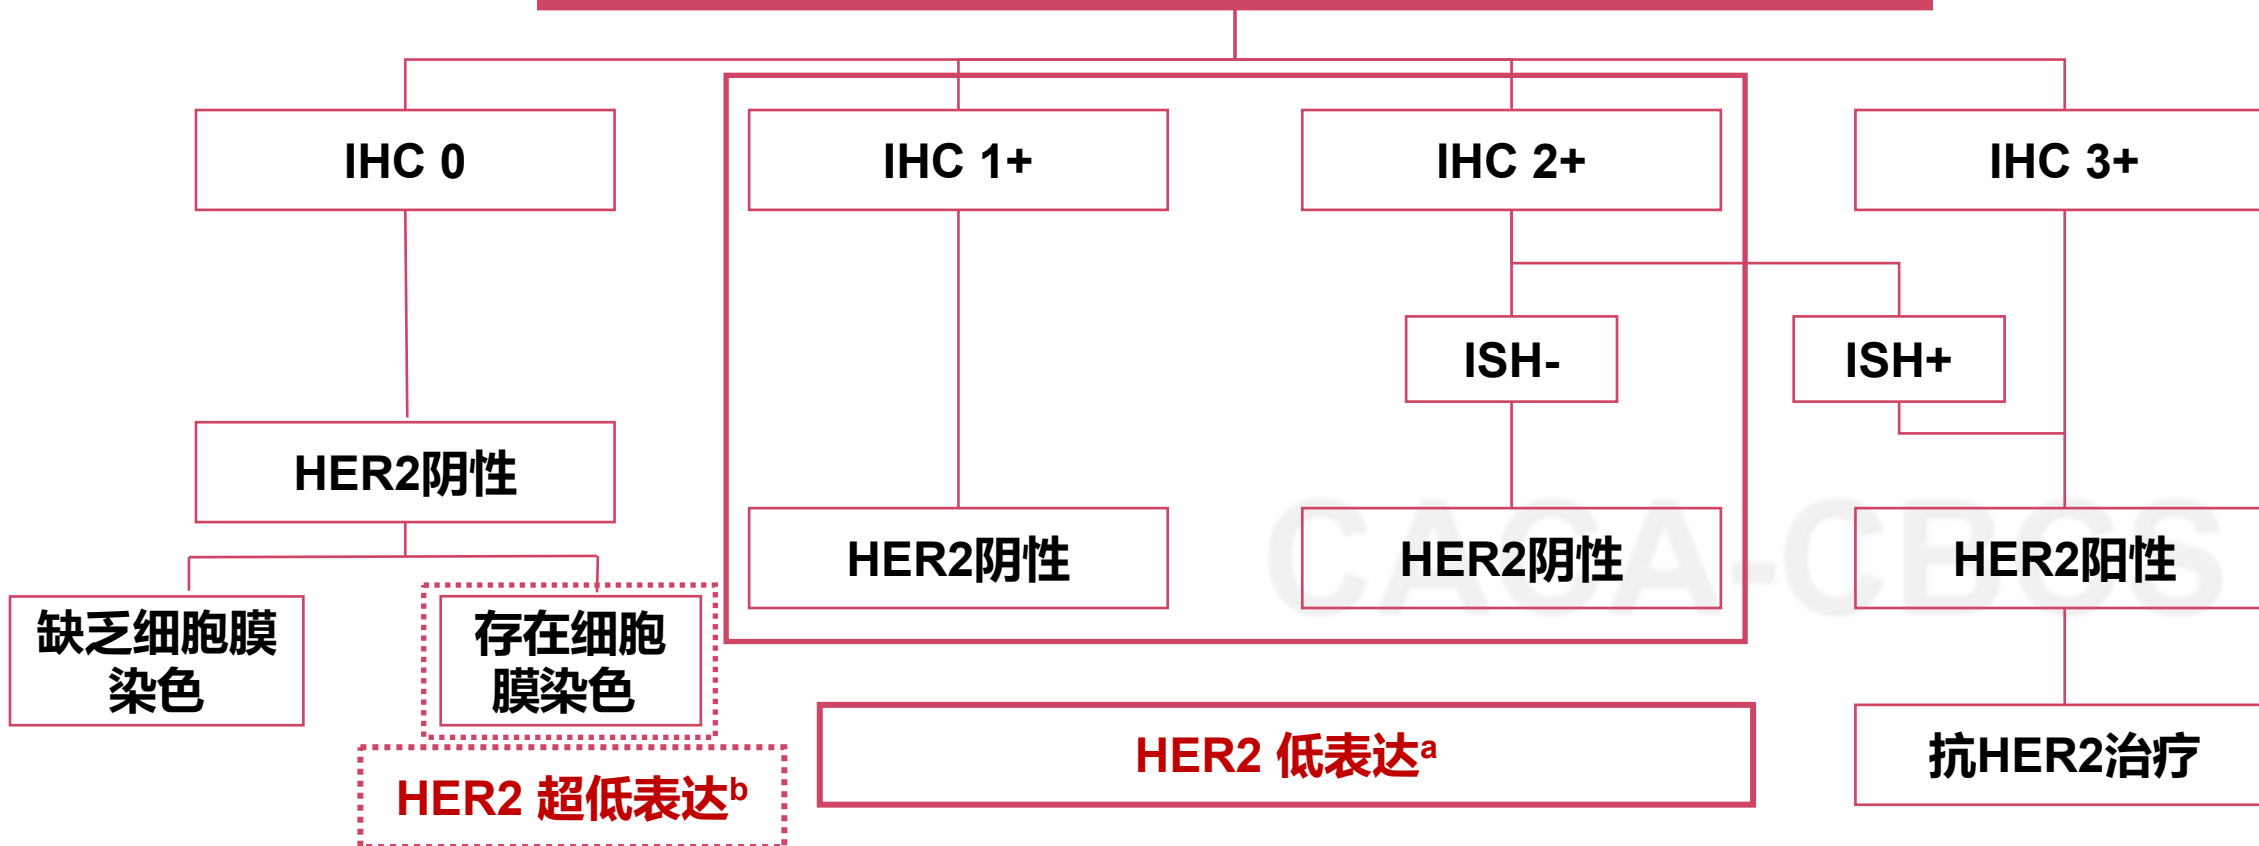 IHC 0
IHC 1+
IHC 2+
IHC 3+
ISH-
ISH+
HER2阴性
HER2阴性
HER2阴性
HER2阳性
缺乏细胞膜
染色
存在细胞
膜染色
HER2 低表达a
抗HER2治疗
HER2 超低表达b
CACA-CBCS